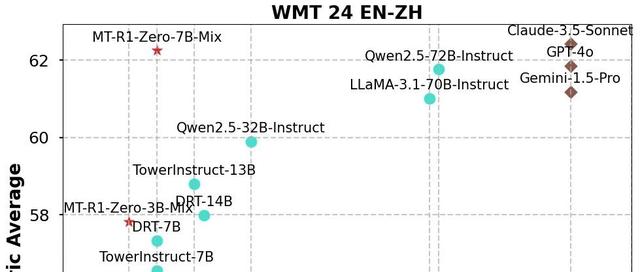 WMT 24 EN-ZH
Claude-3.5-Sonnet
MT-R1-Zero-7B-Mix
GPT-4o
Qwen2.5-72B-Instruct
62
Gemini-1.5-Pro
LLaMA-3.1-70B-Instruct
60
Qwen2.5-32B-Instruct
TowerInstruct-13B
DRT-14B
MT-R1-Zero-3B-Mix
58
DRT-7B
TowerInstruct-7B
ric Average